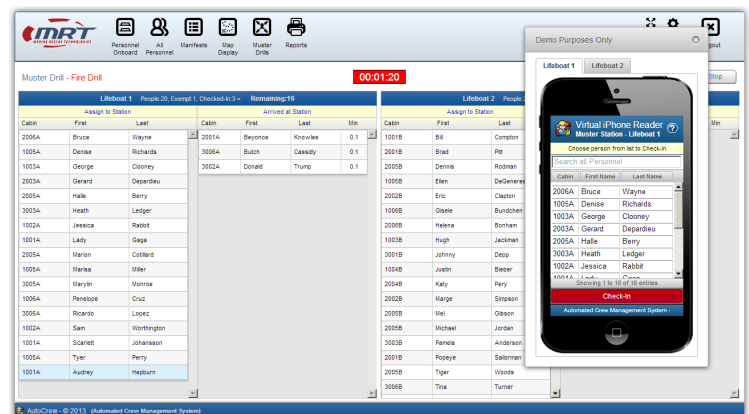 mRT
MARINE RESCUE TECHNOLOGIES
Personnel Onboard
All Personnel
Manifests
Map Display
Muster Drills
Reports
gout
Muster Drill - Fire Drill
00:01:20
Stop
Lifeboat 1 People:20, Exempt:1, Checked-In:3 - Remaining:16
Assign to Station
Arrived at Station
Cabin First Last
Cabin First Last Min
2006A Bruce Wayne
1005A Denise Richards
1003A George Clooney
2003A Gerard Depardieu
2005A Halle Berry
3003A Heath Ledger
1002A Jessica Rabbit
1001A Lady Gaga
2005A Marion Cotillard
1005A Marisa Miller
3005A Marylin Monroe
1006A Penelope Cruz
3006A Ricardo Lopez
1002A Sam Worthington
1001A Scarlett Johansson
1005A Tyer Perry
1001A Audrey Hepburn
2001A Beyonce Knowles 0.1
3006A Butch Cassidy 0.1
3002A Donald Trump 0.1
Lifeboat 2 People:2
Assign to Station
Cabin First Last
Min
1001B Bill Compton
2001B Brad Pitt
2005B Dennis Rodman
1005B Ellen DeGeneres
2002B Eric Clapton
1006B Gisele Bundchen
2006B Helena Bonham
1003B Hugh Jackman
3001B Johnny Depp
1004B Justin Bieber
2004B Katy Pery
2002B Marge Simpson
2005B Mel Gibson
2005B Michael Jordan
3003B Pamela Anderson
2001B Popeye Sailorman
2005B Tiger Woods
3006B Tina Turner
Demo Purposes Only
Lifeboat 1
Lifeboat 2
Virtual iPhone Reader
Muster Station - Lifeboat 1
Choose person from list to Check-In
Search all Personnel
Cabin First Name Last Name
2006A Bruce Wayne
1005A Denise Richards
1003A George Clooney
2003A Gerard Depardieu
2005A Halle Berry
3003A Heath Ledger
1002A Jessica Rabbit
1001A Lady Gaga
Showing 1 to 16 of 16 entries
Check-In
Automated Crew Management System -
AutoCrew - © 2013 (Automated Crew Management System)